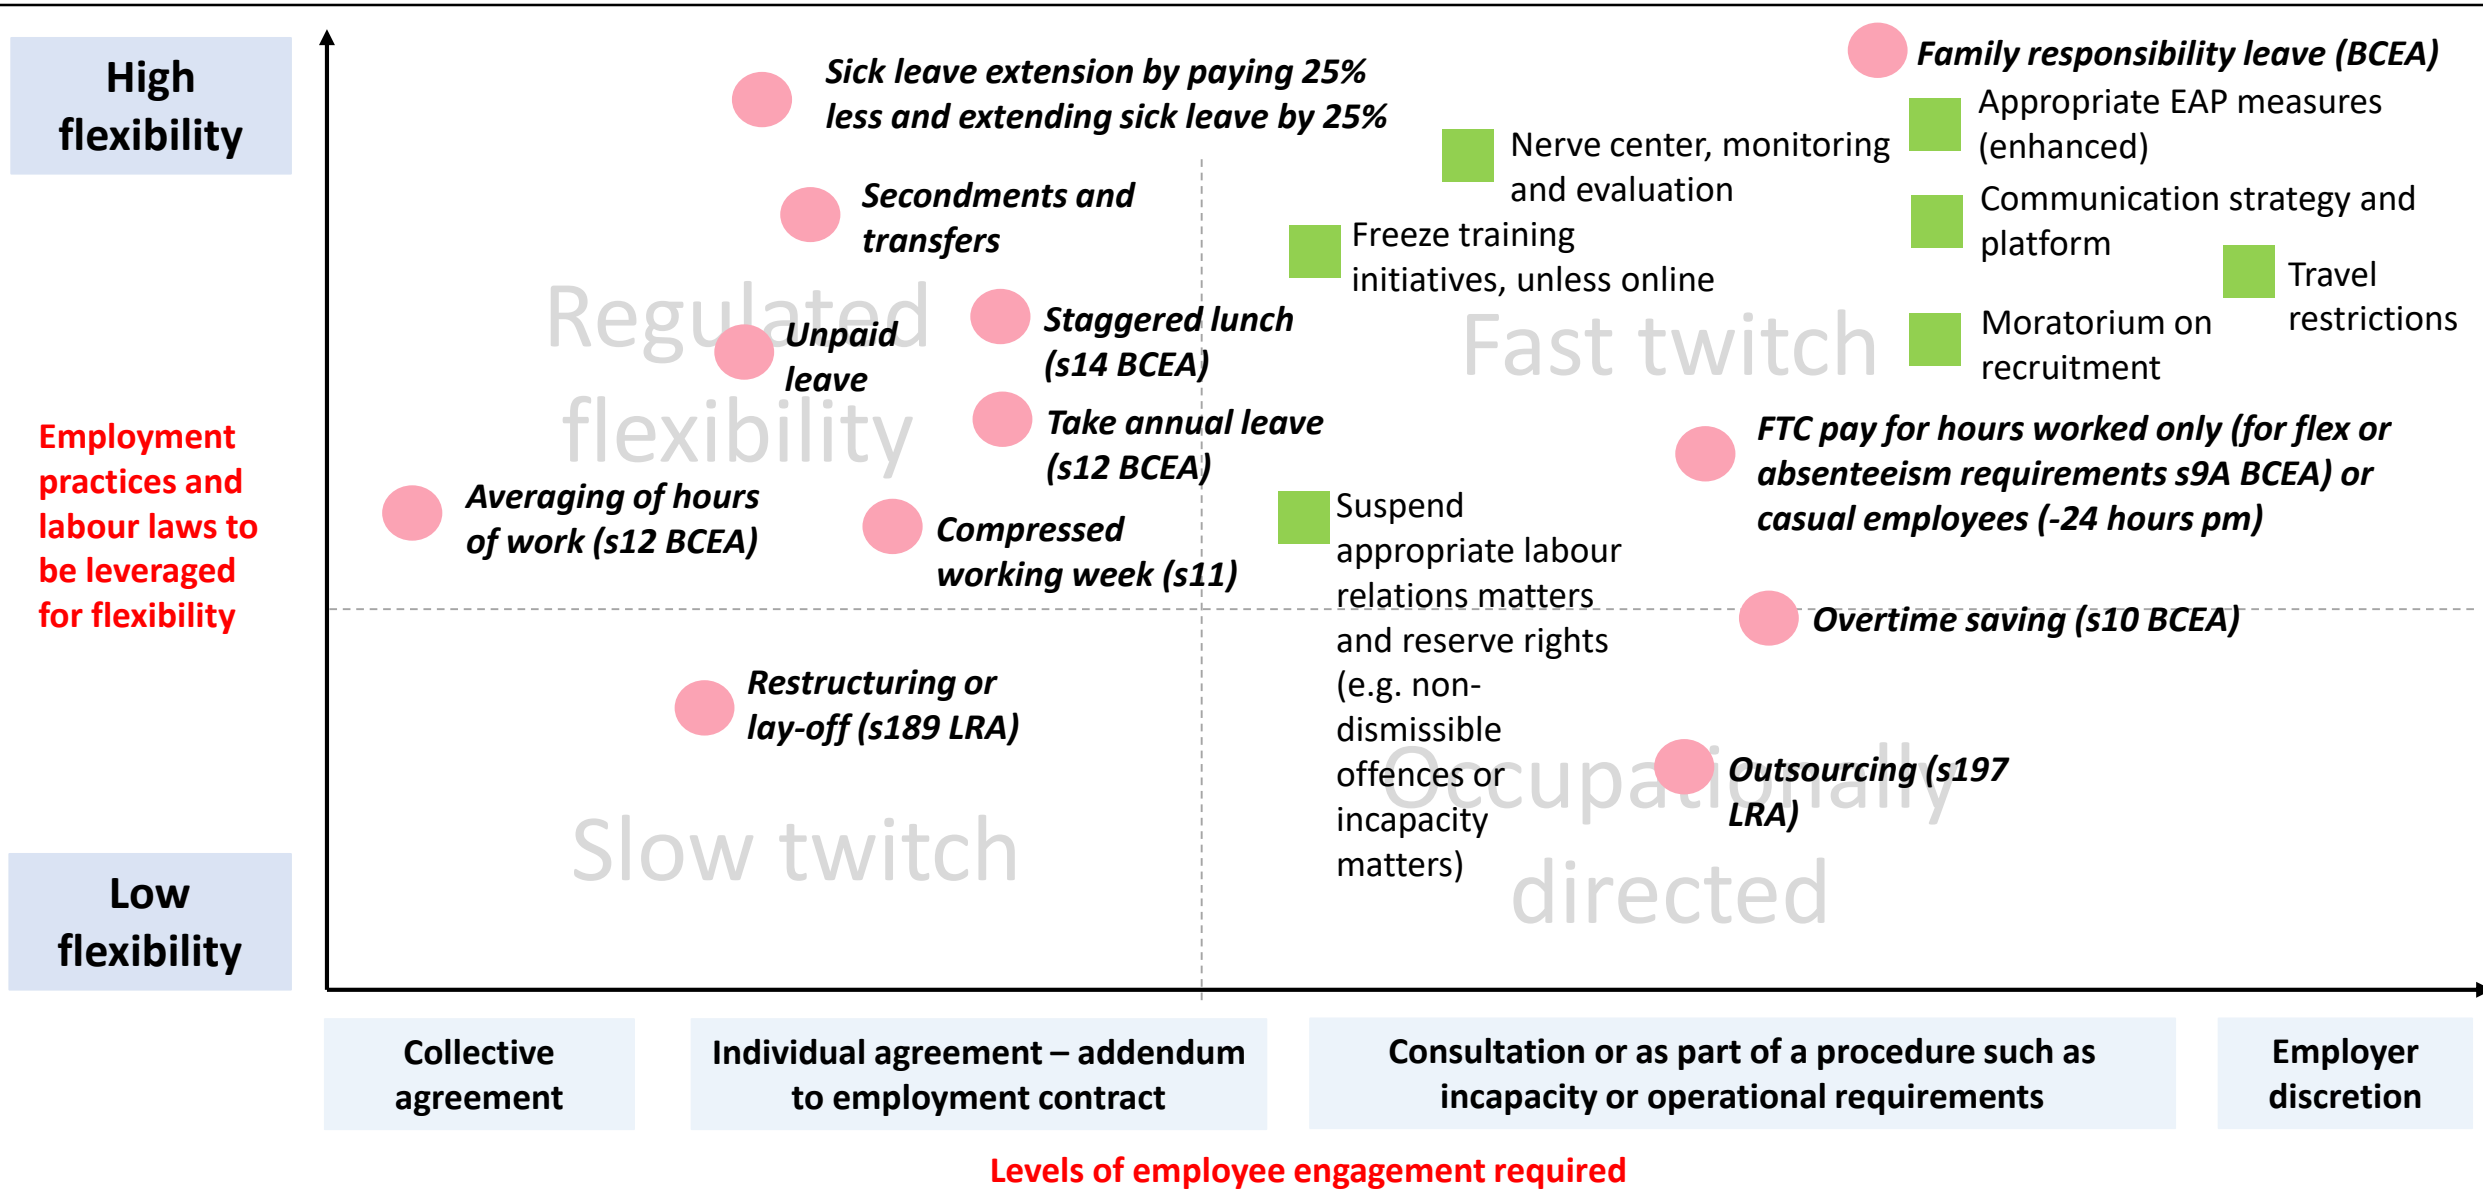 High
flexibility
Sick leave extension by paying 25%
less and extending sick leave by 25%
Family responsibility leave (BCEA)
Appropriate EAP measures
(enhanced)
Nerve center, monitoring
and evaluation
Secondments and
transfers
Communication strategy and
platform
Freeze training
initiatives, unless online
Travel
restrictions
Regulated
flexibility
Unpaid
leave
Staggered lunch
(s14 BCEA)
Fast twitch
Moratorium on
recruitment
Take annual leave
(s12 BCEA)
FTC pay for hours worked only (for flex or
absenteeism requirements s9A BCEA) or
casual employees (-24 hours pm)
Employment
practices and
labour laws to
be leveraged
for flexibility
Averaging of hours
of work (s12 BCEA)
Compressed
working week (s11)
Suspend
appropriate labour
relations matters
and reserve rights
(e.g. non-
dismissible
offences or
incapacity
matters)
Overtime saving (s10 BCEA)
Restructuring or
lay-off (s189 LRA)
Outsourcing (s197
LRA)
Occupationally
directed
Slow twitch
Low
flexibility
Collective
agreement
Individual agreement – addendum
to employment contract
Consultation or as part of a procedure such as
incapacity or operational requirements
Employer
discretion
Levels of employee engagement required